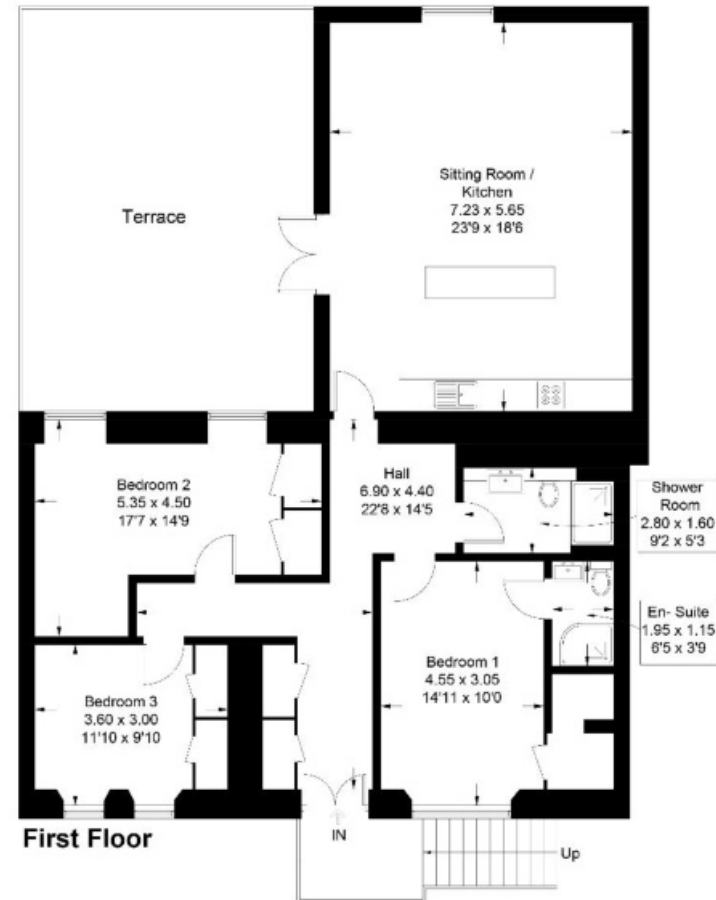 Sitting Room /
Kitchen
7.23 x 5.65
23'9 x 18'6
Terrace
Hall
6.90 x 4.40
22'8 x 14'5
Bedroom 2
5.35 x 4.50
17'7 x 14'9
Shower
Room
2.80 x 1.60
9'2 x 5'3
En- Suite
1.95 x 1.15
6'5 x 3'9
Bedroom 1
4.55 x 3.05
14'11 x 10'0
Bedroom 3
3.60 x 3.00
11'10 x 9'10
First Floor
IN
Up